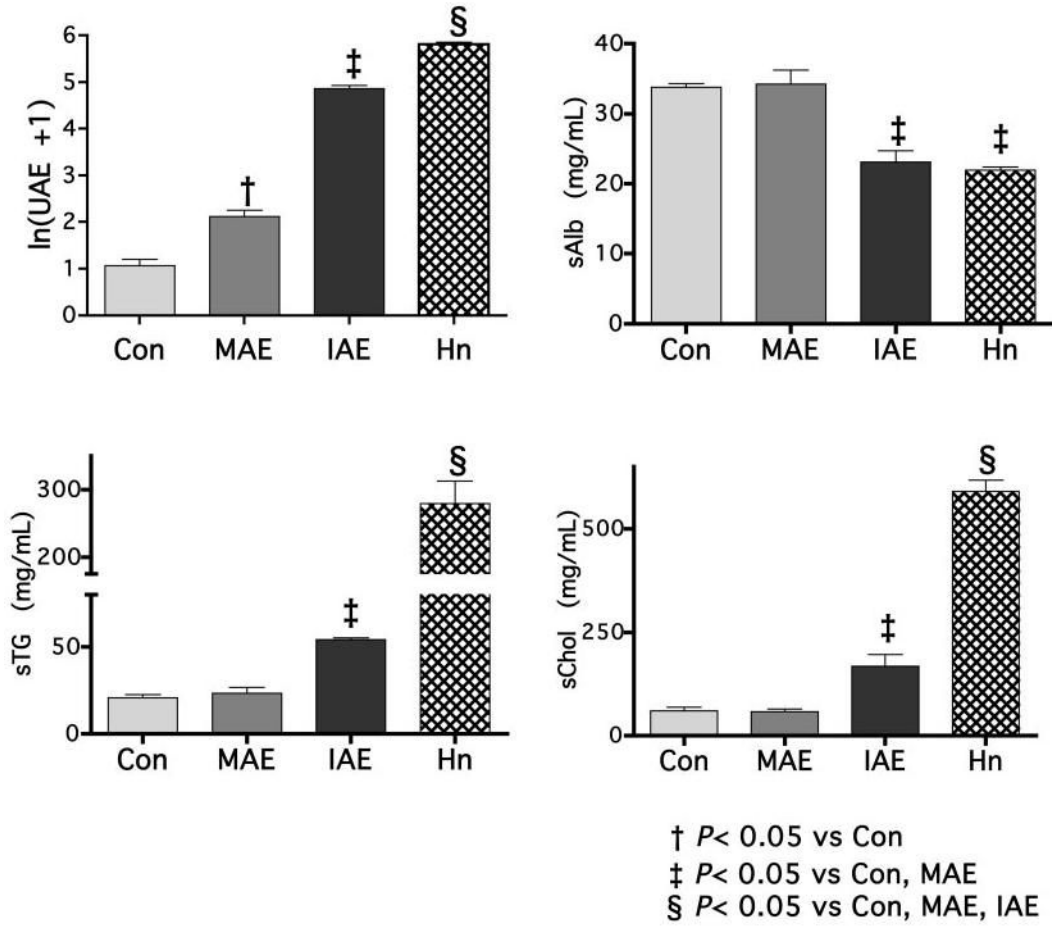 ln(UAE +1)
6
5
4
3
2
1
0
†
‡
§
Con MAE IAE Hn
sAlb (mg/mL)
40
30
20
10
0
‡
‡
Con MAE IAE Hn
sTG (mg/mL)
300
200
50
0
‡
§
Con MAE IAE Hn
sChol (mg/mL)
500
250
0
‡
§
Con MAE IAE Hn
† P< 0.05 vs Con
‡ P< 0.05 vs Con, MAE
§ P< 0.05 vs Con, MAE, IAE